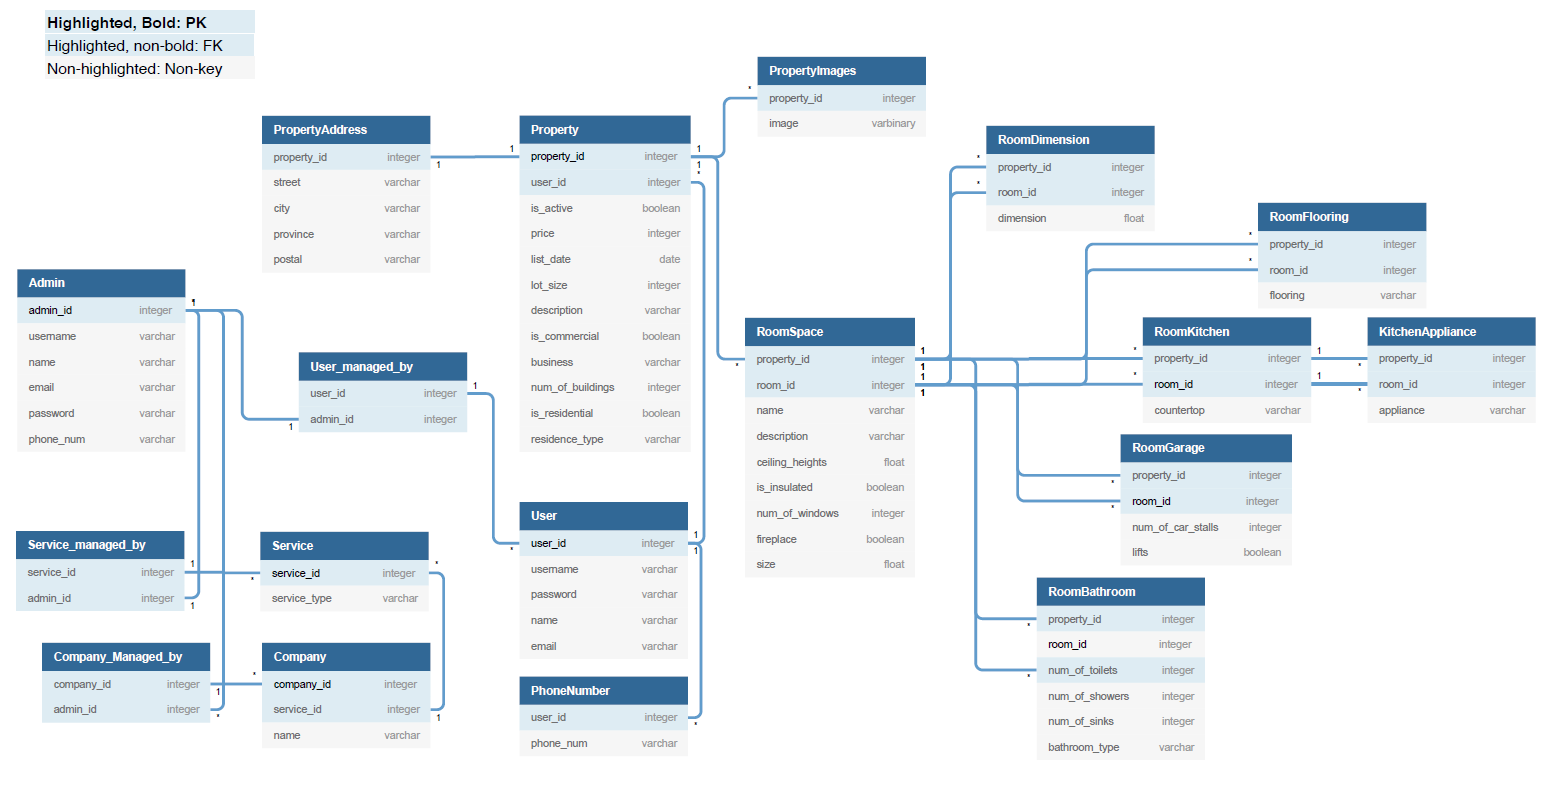 Highlighted, Bold: PK
Highlighted, non-bold: FK
Non-highlighted: Non-key
PropertyImages
property_id integer
image varbinary
PropertyAddress
property_id integer
street varchar
city varchar
province varchar
postal varchar
Property
property_id integer
user_id integer
is_active boolean
price integer
list_date date
lot_size integer
description varchar
is_commercial boolean
business varchar
num_of_buildings integer
is_residential boolean
residence_type varchar
RoomDimension
property_id integer
room_id integer
dimension float
RoomFlooring
property_id integer
room_id integer
flooring varchar
Admin
admin_id integer
username varchar
name varchar
email varchar
password varchar
phone_num varchar
User_managed_by
user_id integer
admin_id integer
RoomSpace
property_id integer
room_id integer
name varchar
description varchar
ceiling_heights float
is_insulated boolean
num_of_windows integer
fireplace boolean
size float
RoomKitchen
property_id integer
room_id integer
countertop varchar
KitchenAppliance
property_id integer
room_id integer
appliance varchar
RoomGarage
property_id integer
room_id integer
num_of_car_stalls integer
lifts boolean
Service_managed_by
service_id integer
admin_id integer
Service
service_id integer
service_type varchar
User
user_id integer
username varchar
password varchar
name varchar
email varchar
RoomBathroom
property_id integer
room_id integer
num_of_toilets integer
num_of_showers integer
num_of_sinks integer
bathroom_type varchar
Company_Managed_by
company_id integer
admin_id integer
Company
company_id integer
service_id integer
name varchar
PhoneNumber
user_id integer
phone_num varchar